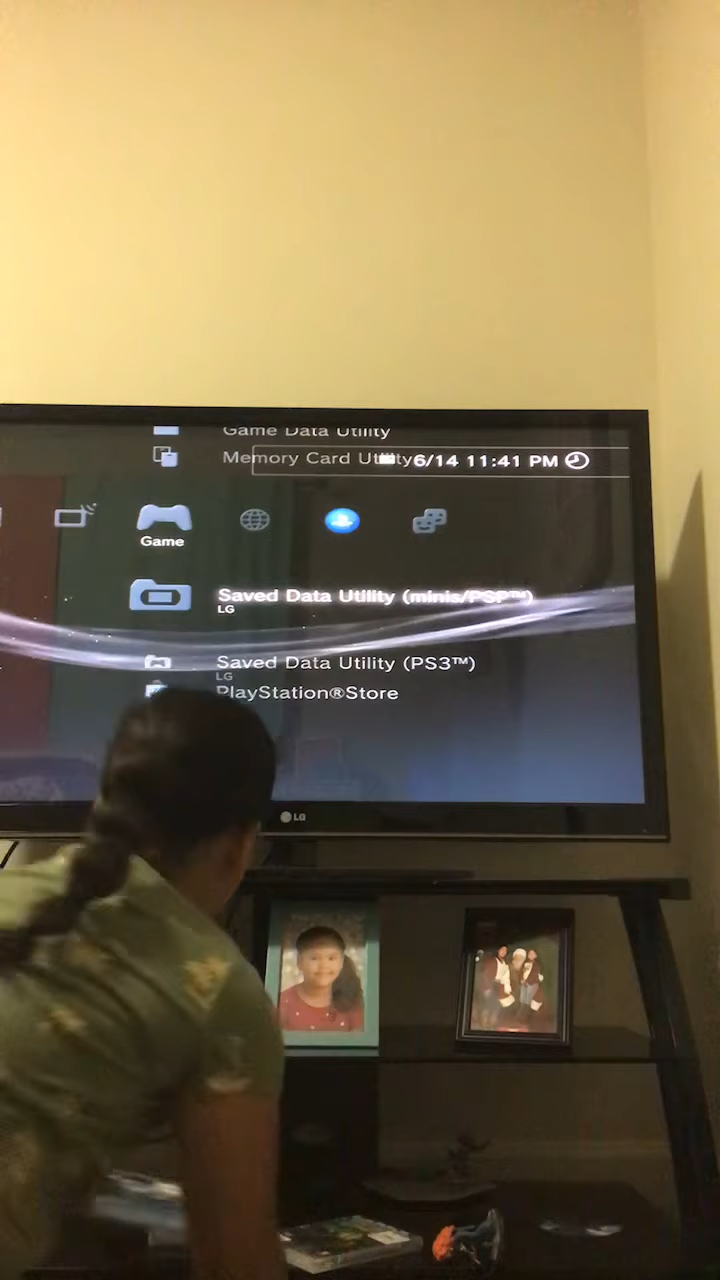 Game Data Utility
Memory Card Utility
6/14 11:41 PM
Game
Saved Data Utility (minis/PSP™)
LG
Saved Data Utility (PS3™)
LG
PlayStation®Store
LG